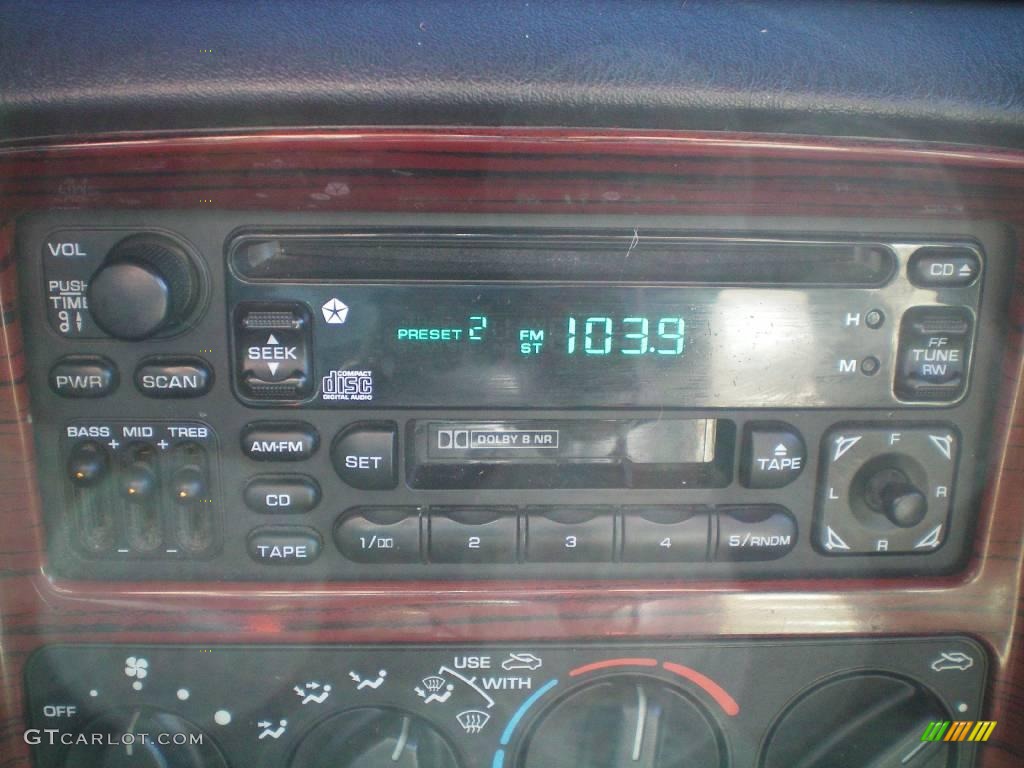 VOL
PUSH
TIME
PWR
SCAN
SEEK
PRESET 2
FM
ST
103.9
COMPACT
disc
DIGITAL AUDIO
CD
H
M
FF
TUNE
RW
BASS MID TREB
+ +
- -
AM-FM
CD
TAPE
SET
DOLBY B NR
TAPE
1/
2
3
4
5/RNDM
F
L R
R
OFF
USE
WITH
GTCARLOT.COM